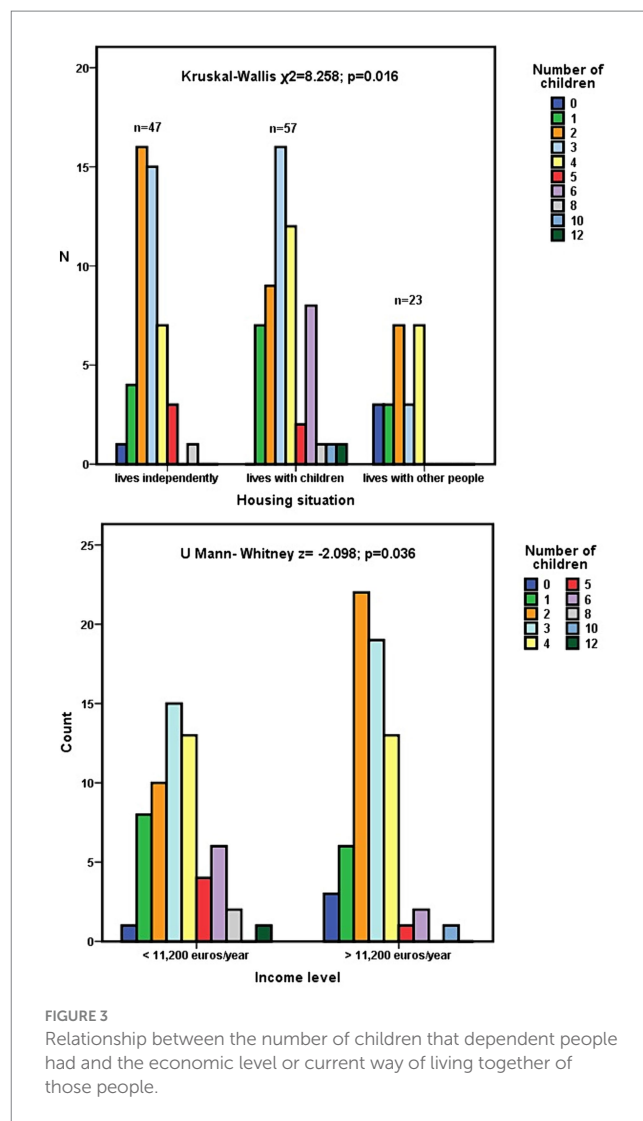 Kruskal-Wallis χ2=8.258; p=0.016
20
15
10
5
0
N
n=47
n=57
n=23
lives independently
lives with children
lives with other people
Housing situation
Number of
children
0
1
2
3
4
5
6
8
10
12
U Mann- Whitney z= -2.098; p=0.036
25
20
15
10
5
0
Count
< 11,200 euros/year
> 11,200 euros/year
Income level
Number of
children
0
1
2
3
4
5
6
8
10
12
FIGURE 3
Relationship between the number of children that dependent people
had and the economic level or current way of living together of
those people.